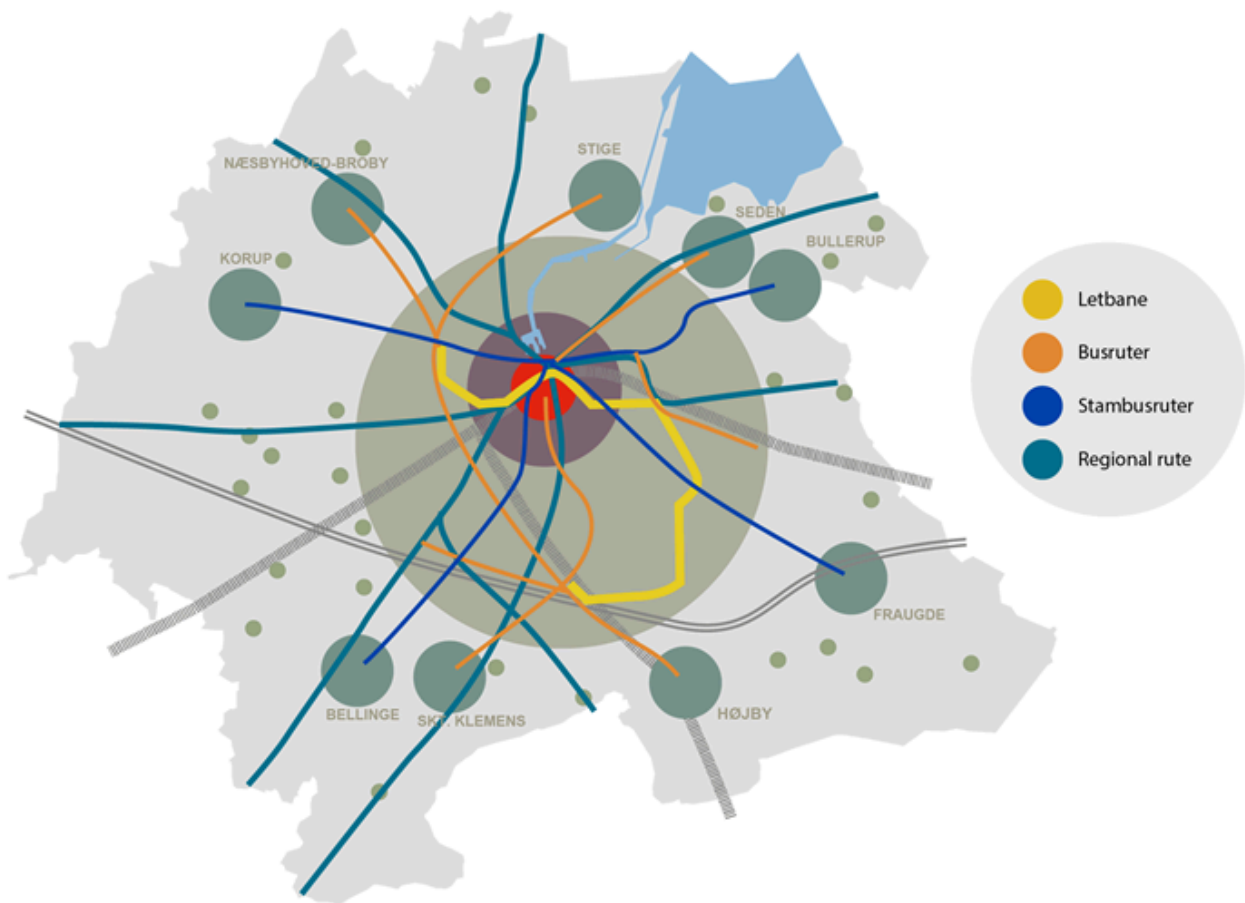 STIGE
NÆSBYHOVED-BROBY
SEDEN
BULLERUP
KORUP
Letbane
Busruter
Stambusruter
Regional rute
FRAUGDE
BELLINGE
SKT. KLEMENS
HØJBY